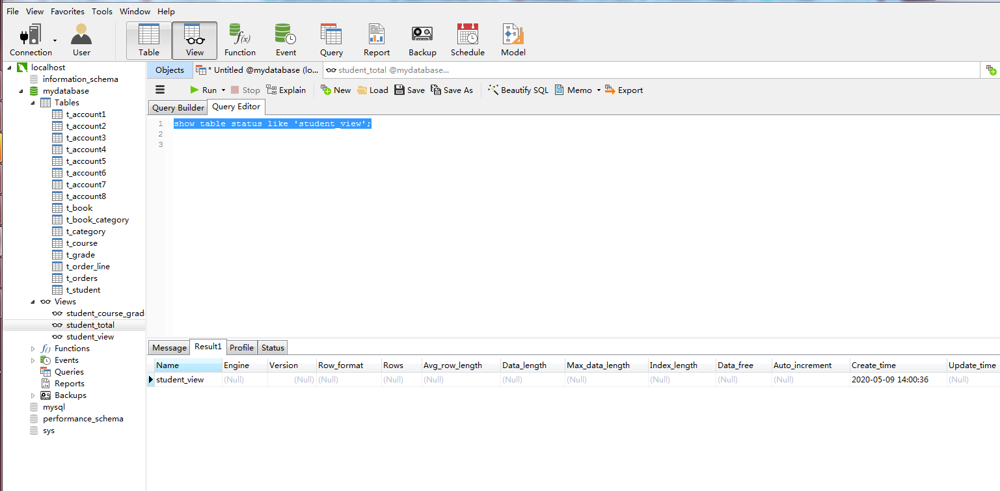 File View Favorites Tools Window Help
Connection User Table View Function Event Query Report Backup Schedule Model
localhost
information_schema
mydatabase
Tables
t_account1
t_account2
t_account3
t_account4
t_account5
t_account6
t_account7
t_account8
t_book
t_book_category
t_category
t_course
t_grade
t_order_line
t_orders
t_student
Views
student_course_grad
student_total
student_view
Functions
Events
Queries
Reports
Backups
mysql
performance_schema
sys
Objects * Untitled @mydatabase (lo... student_total @mydatabase...
Run Stop Explain New Load Save Save As Beautify SQL Memo Export
Query Builder Query Editor
1 show table status like 'student_view';
2
3
Message Result1 Profile Status
Name Engine Version Row_format Rows Avg_row_length Data_length Max_data_length Index_length Data_free Auto_increment Create_time Update_time
student_view (Null) (Null) (Null) (Null) (Null) (Null) (Null) (Null) (Null) (Null) 2020-05-09 14:00:36 (Null)